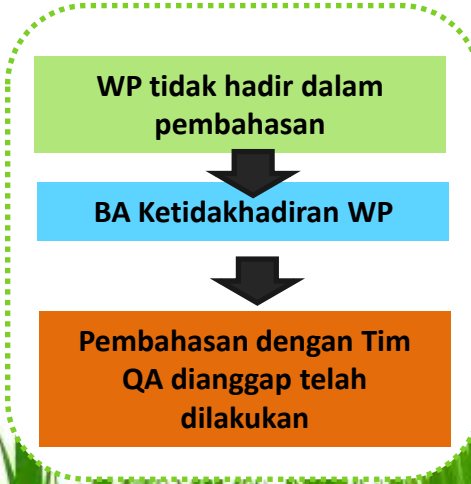 WP tidak hadir dalam
pembahasan
BA Ketidakhadiran WP
Pembahasan dengan Tim
QA dianggap telah
dilakukan